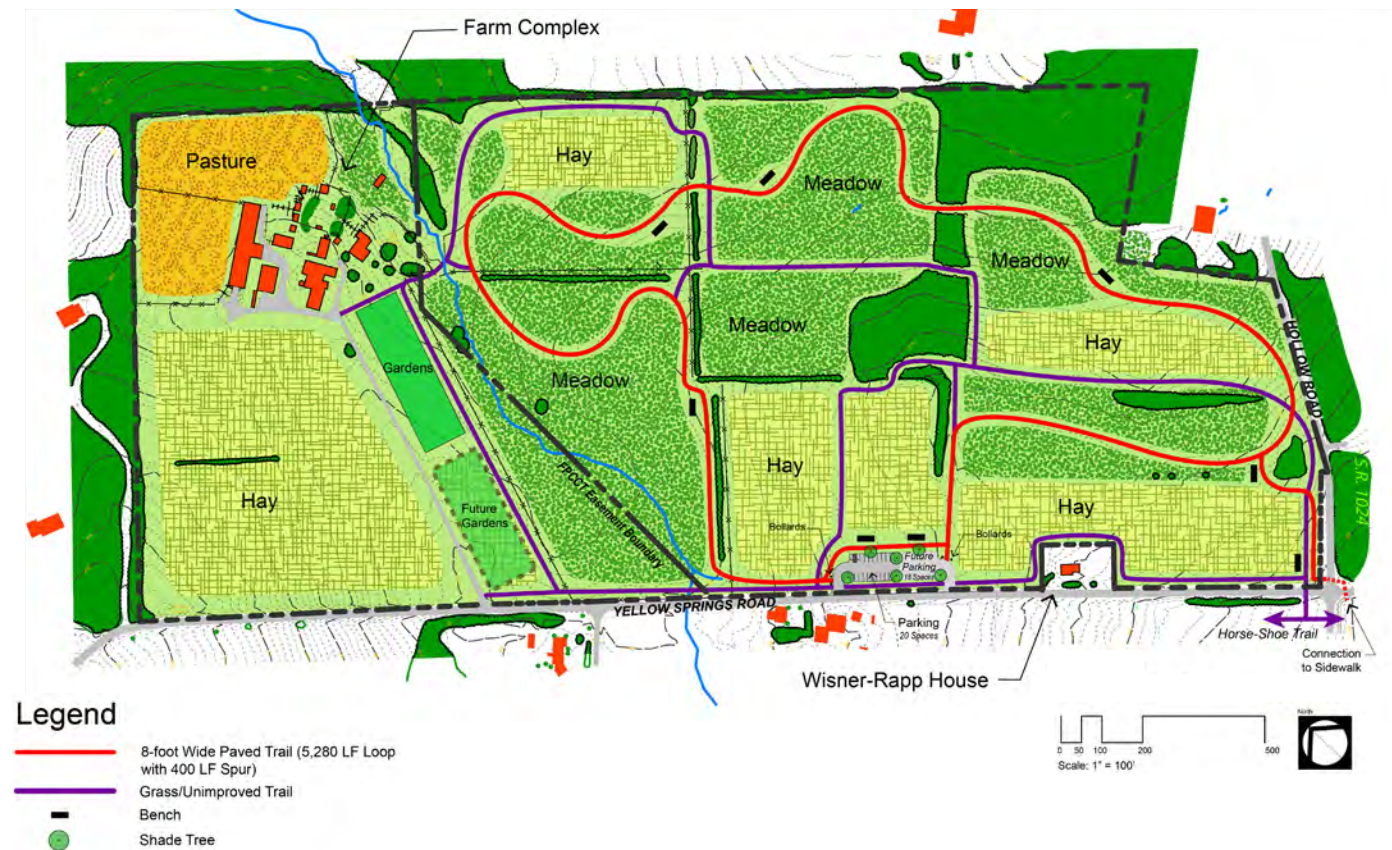 Farm Complex
Pasture
Hay
Meadow
Meadow
Meadow
Hay
HOLLOW ROAD
Gardens
Meadow
Hay
S.R. 1024
Hay
Future
Gardens
FPCCT Easement Boundary
Hay
Bollards
Bollards
Future
Parking
18 Spaces
YELLOW SPRINGS ROAD
Parking
20 Spaces
Horse-Shoe Trail
Connection
to Sidewalk
Wisner-Rapp House
Legend
8-foot Wide Paved Trail (5,280 LF Loop
with 400 LF Spur)
Grass/Unimproved Trail
Bench
Shade Tree
0 50 100 200 500
Scale: 1" = 100'
North